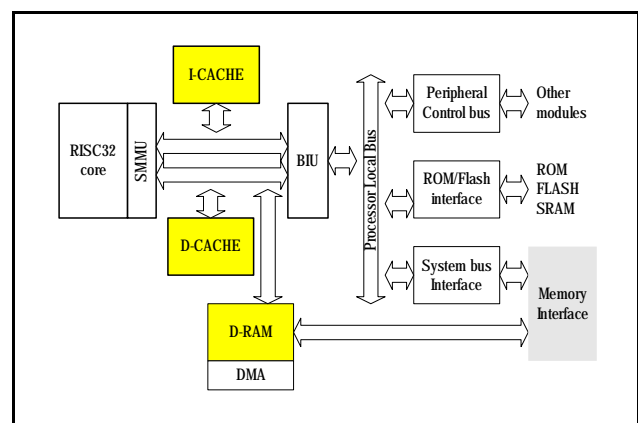 I-CACHE
RISC32
core
SMMU
BIU
D-CACHE
D-RAM
DMA
Processor Local Bus
Peripheral
Control bus
Other
modules
ROM/Flash
interface
ROM
FLASH
SRAM
System bus
Interface
Memory
Interface